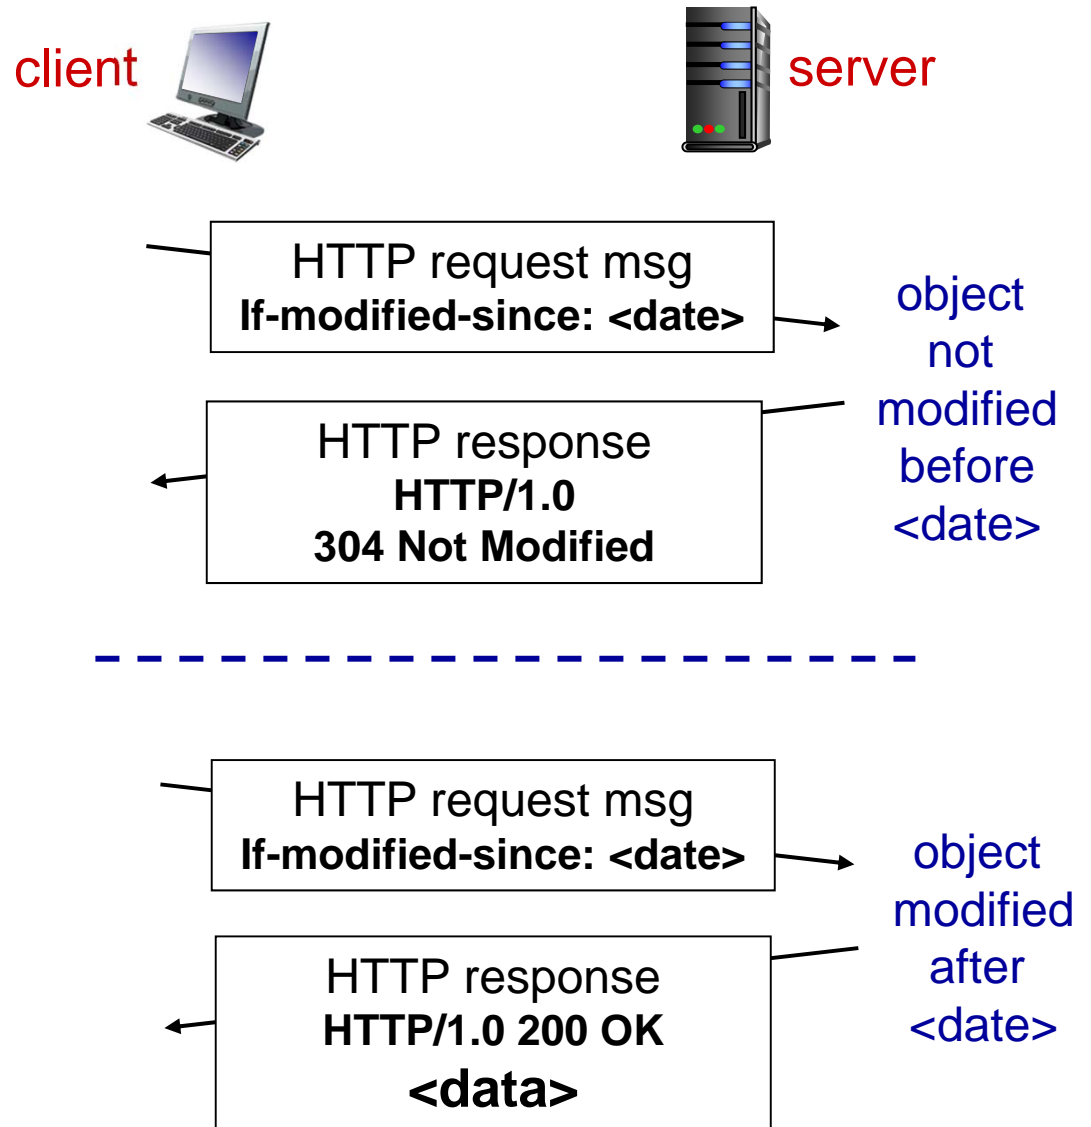 client
server
HTTP request msg
If-modified-since: <date>
object
not
modified
before
<date>
HTTP response
HTTP/1.0
304 Not Modified
HTTP request msg
If-modified-since: <date>
object
modified
after
<date>
HTTP response
HTTP/1.0 200 OK
<data>